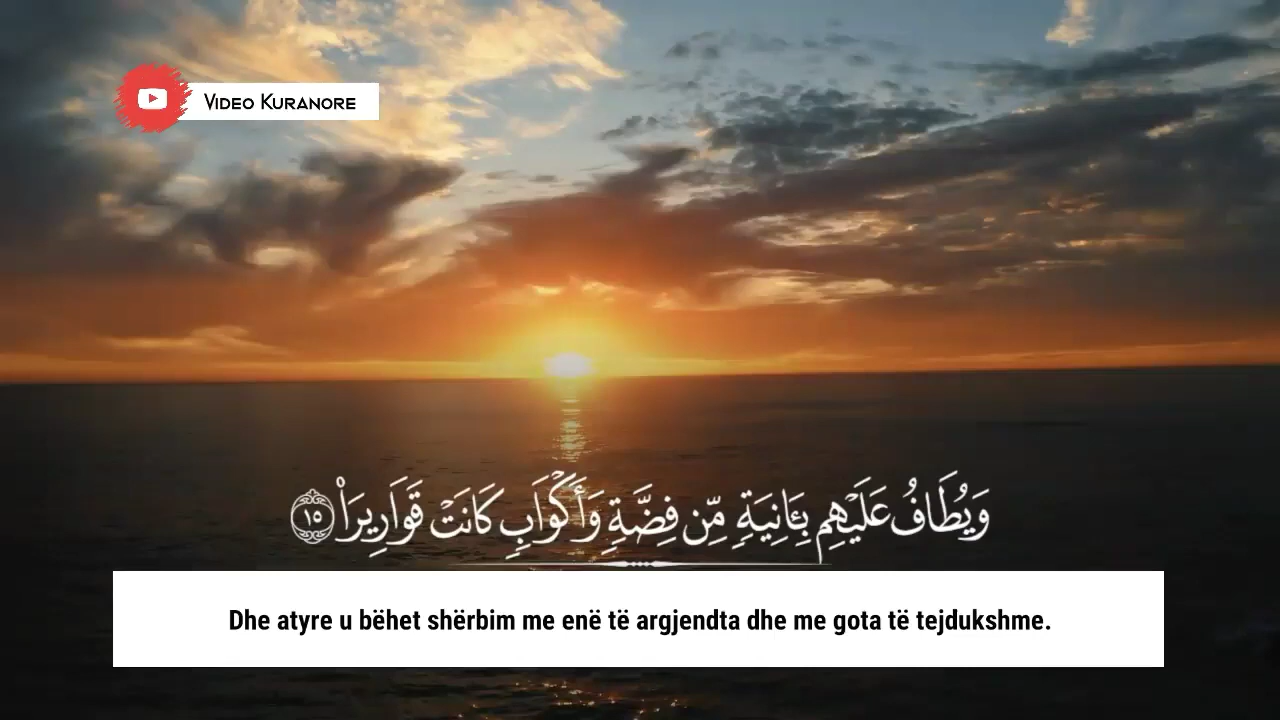 Video Kuranore
وَيُطَافُ عَلَيْهِم بِـَٔانِيَةٍ مِّن فِضَّةٍ وَأَكْوَابٍ كَانَتْ قَوَارِيرَا۠ ١٥
Dhe atyre u bëhet shërbim me enë të argjendta dhe me gota të tejdukshme.